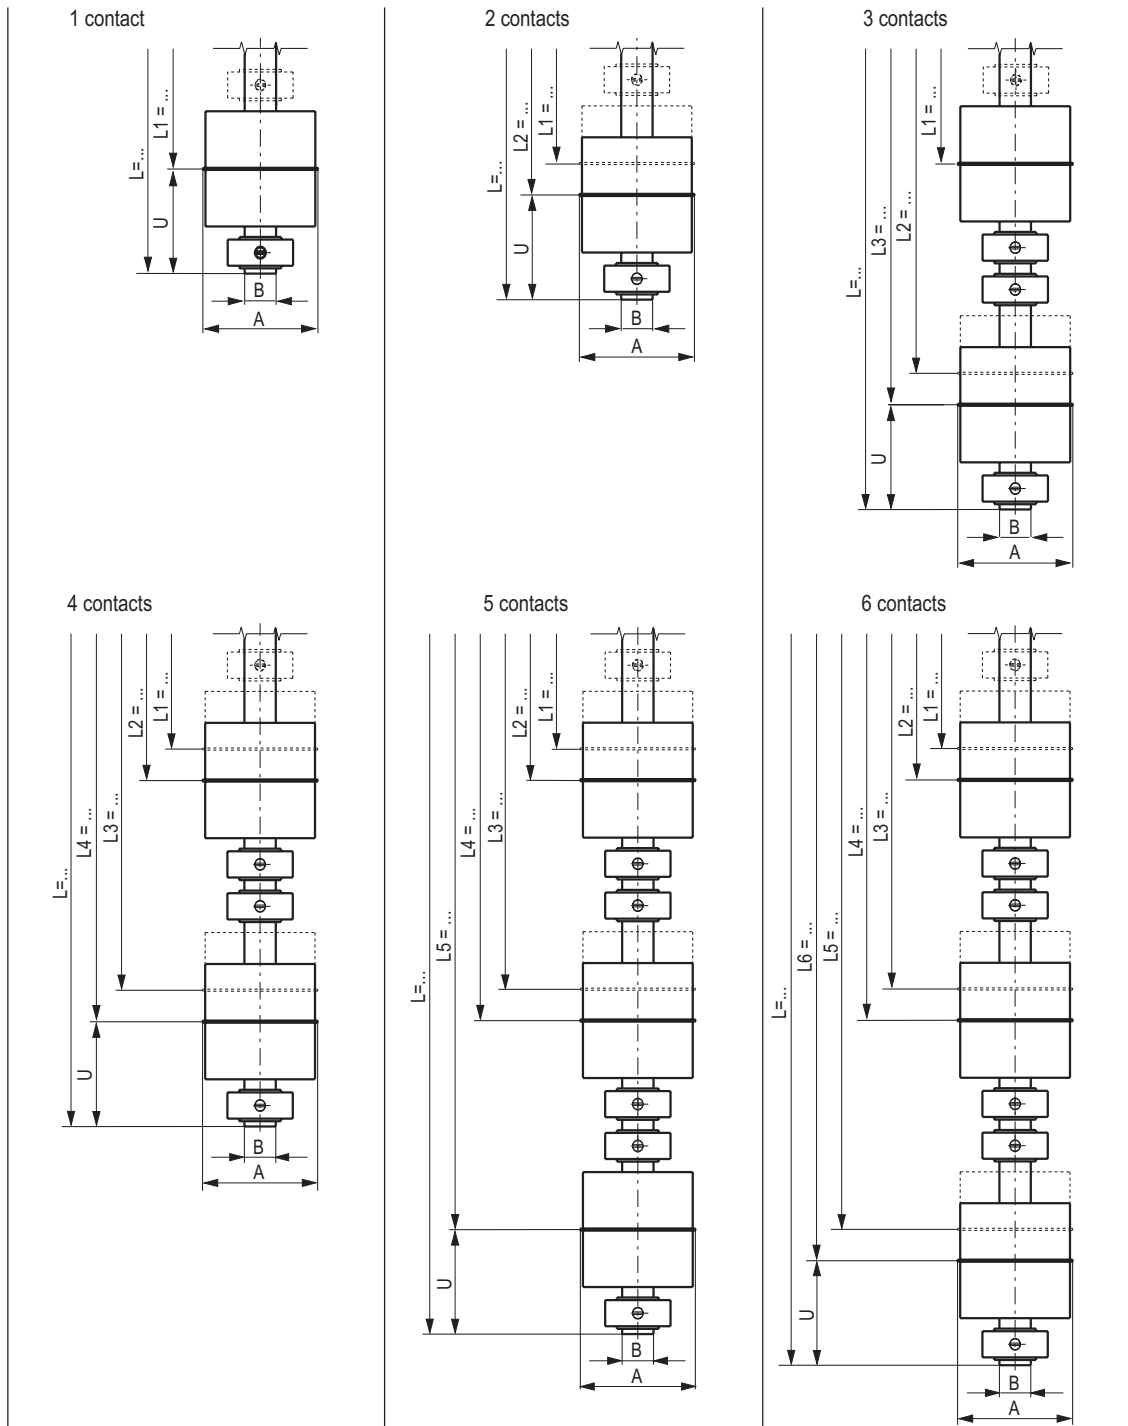 1 contact
L=...
L1 = ...
U
B
A
2 contacts
L=...
L2 = ...
L1 = ...
U
B
A
3 contacts
L=...
L3 = ...
L2 = ...
L1 = ...
U
B
A
4 contacts
L=...
L4 = ...
L3 = ...
L2 = ...
L1 = ...
U
B
A
5 contacts
L=...
L5 = ...
L4 = ...
L3 = ...
L2 = ...
L1 = ...
U
B
A
6 contacts
L=...
L6 = ...
L5 = ...
L4 = ...
L3 = ...
L2 = ...
L1 = ...
U
B
A